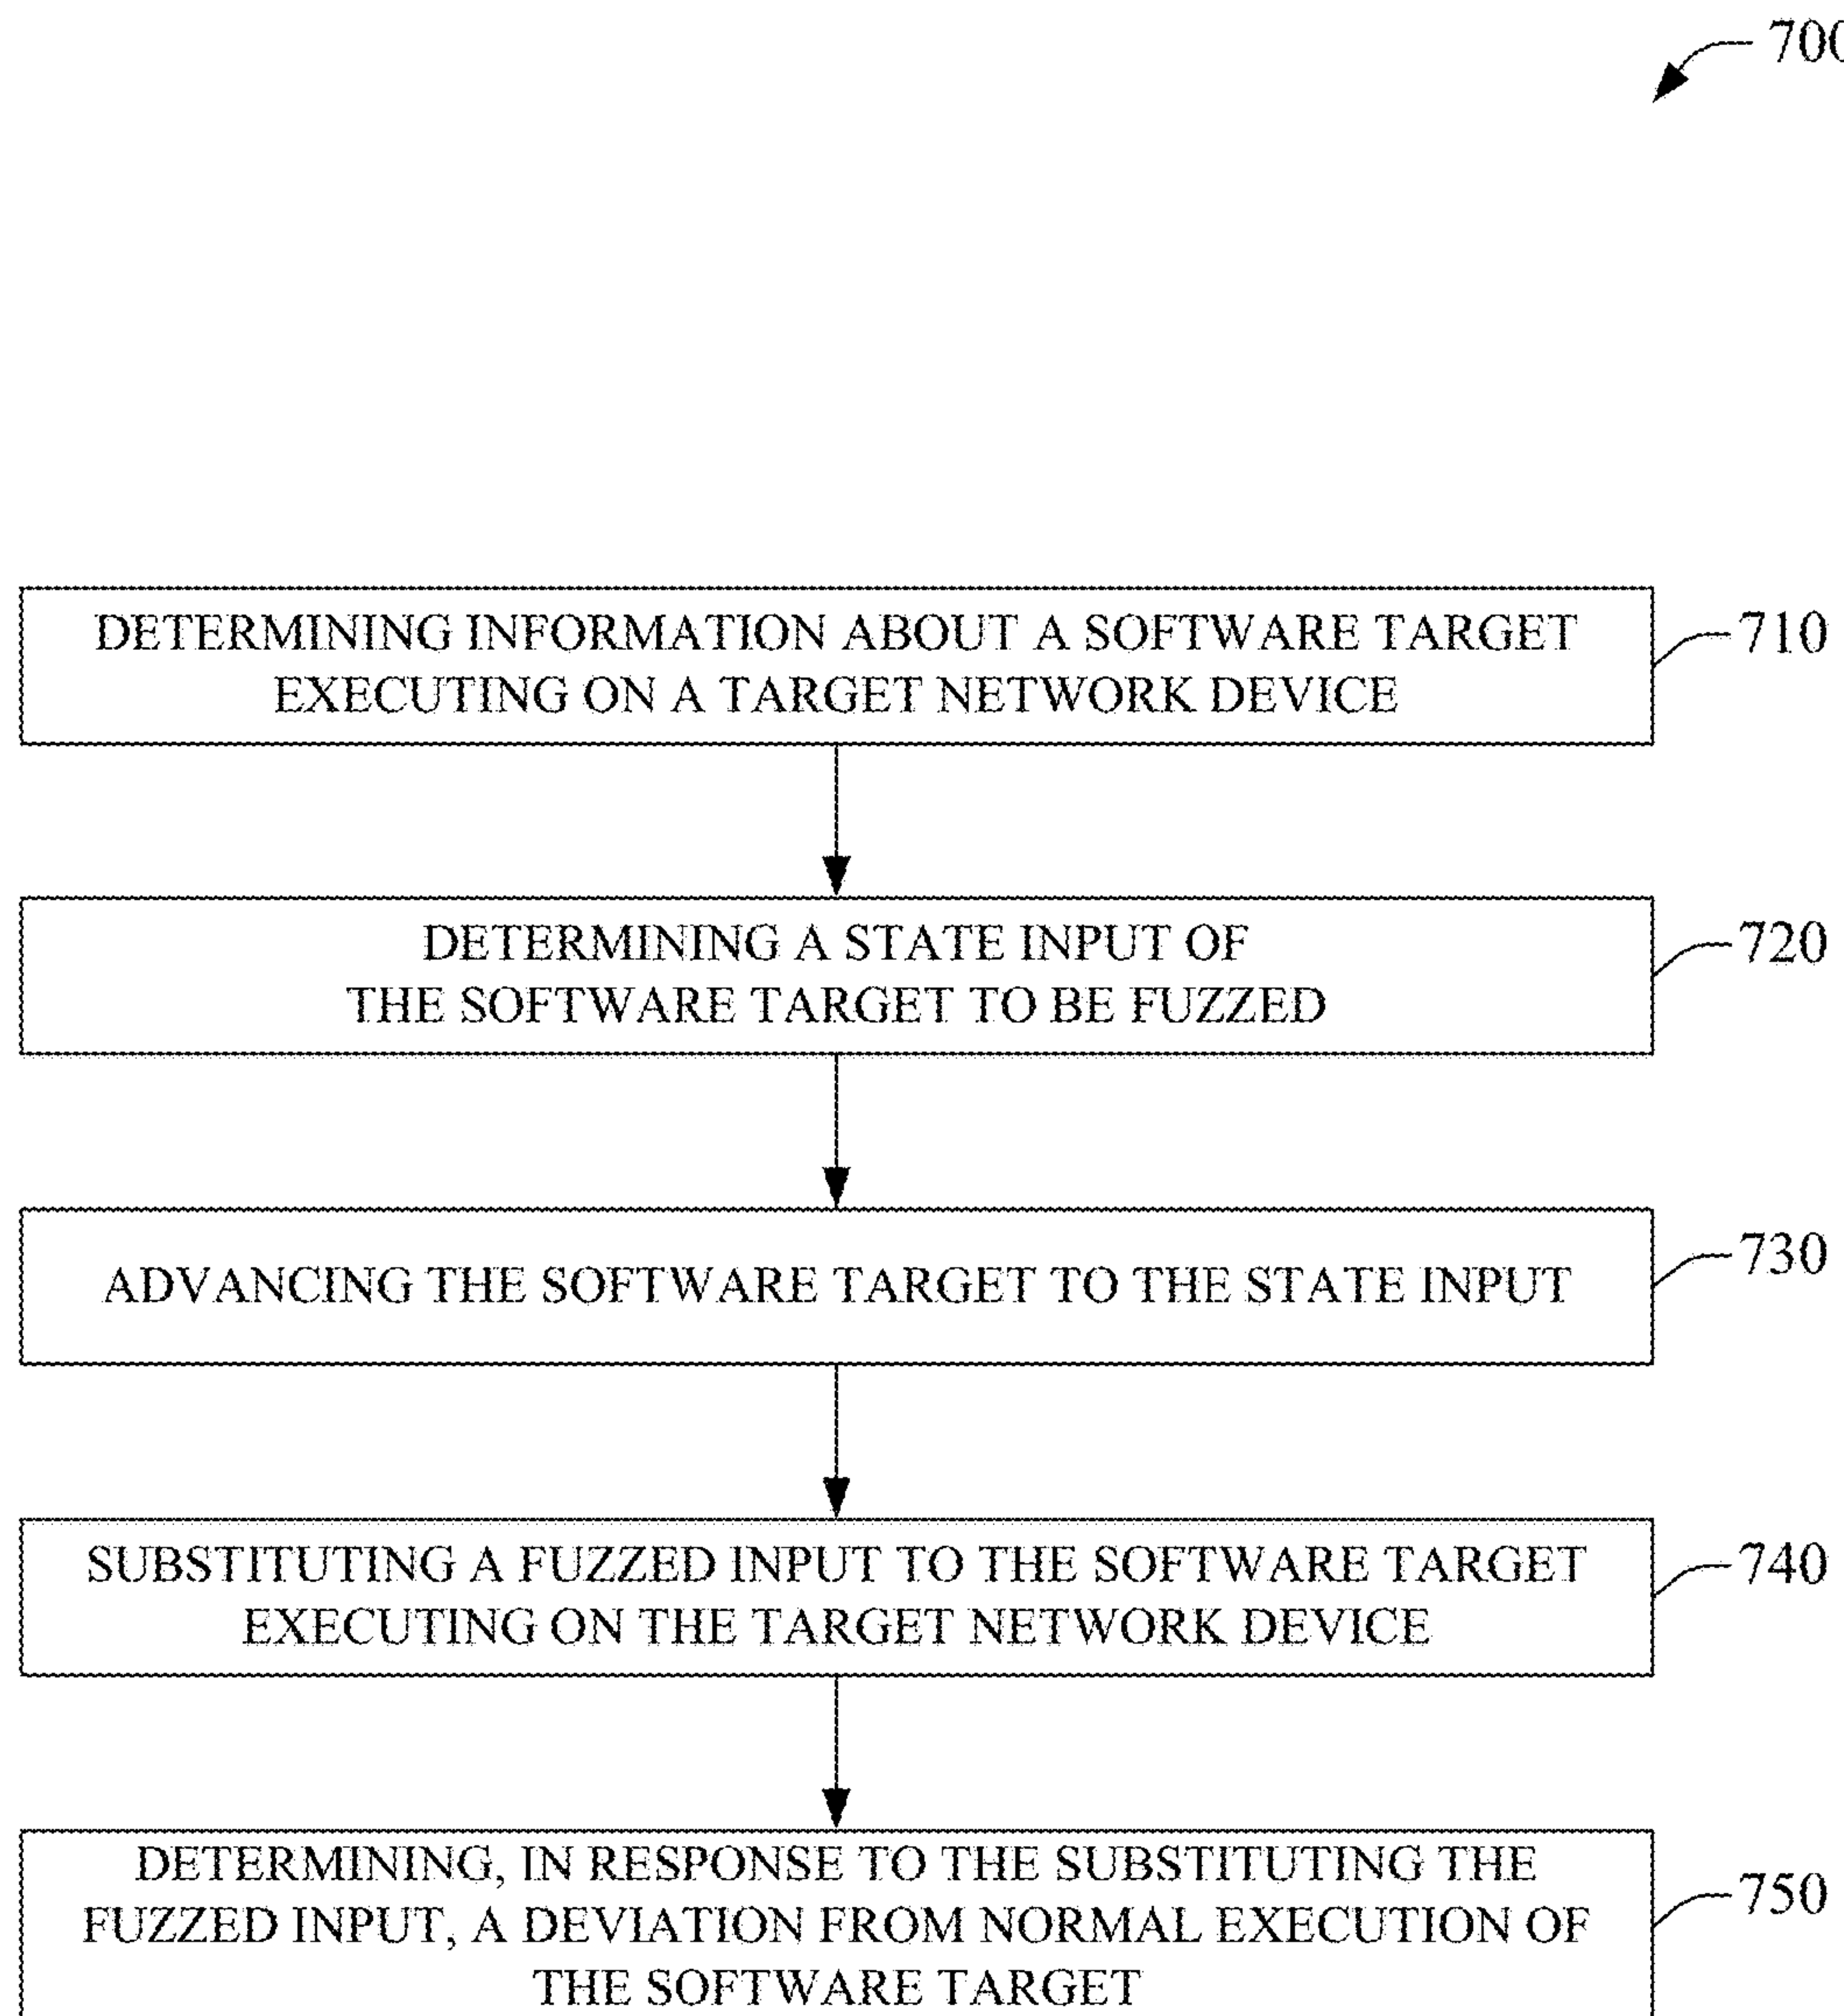 700
DETERMINING INFORMATION ABOUT A SOFTWARE TARGET
EXECUTING ON A TARGET NETWORK DEVICE
710
DETERMINING A STATE INPUT OF
THE SOFTWARE TARGET TO BE FUZZED
720
ADVANCING THE SOFTWARE TARGET TO THE STATE INPUT
730
SUBSTITUTING A FUZZED INPUT TO THE SOFTWARE TARGET
EXECUTING ON THE TARGET NETWORK DEVICE
740
DETERMINING, IN RESPONSE TO THE SUBSTITUTING THE
FUZZED INPUT, A DEVIATION FROM NORMAL EXECUTION OF
THE SOFTWARE TARGET
750